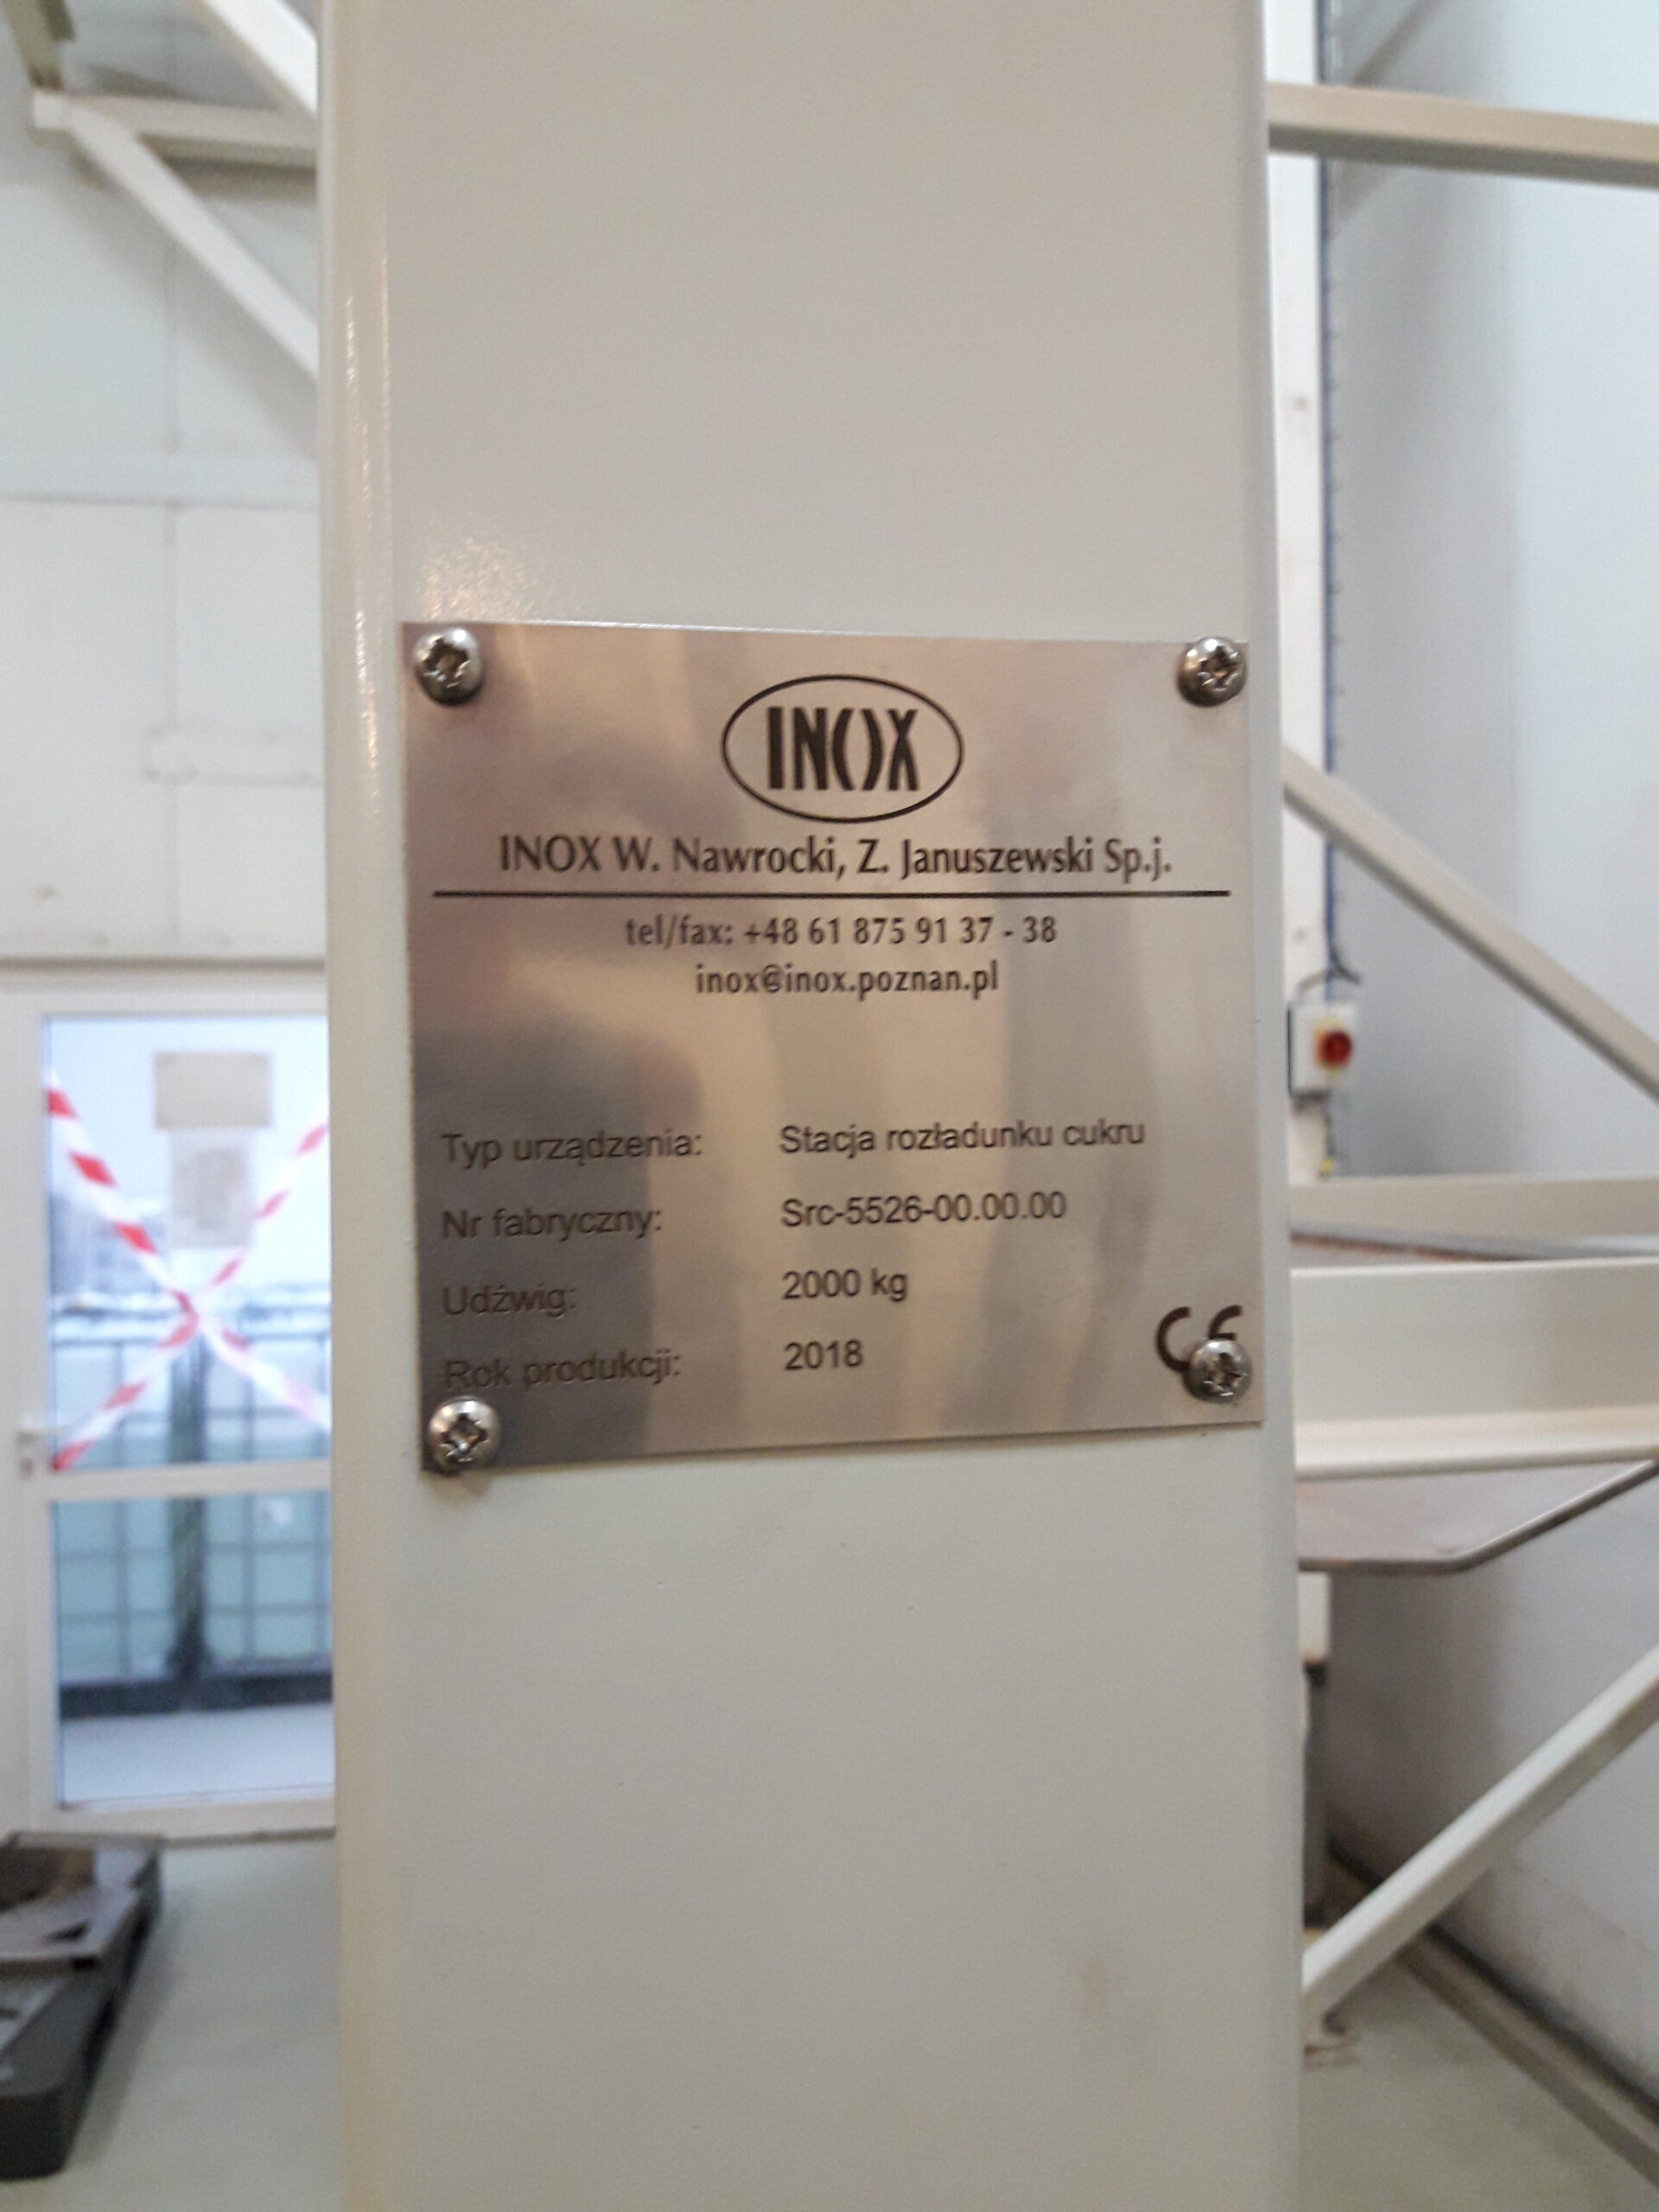 INOX
INOX W. Nawrocki, Z. Januszewski Sp.j.
tel/fax: +48 61 875 91 37 - 38
inox@inox.poznan.pl
Typ urządzenia: Stacja rozładunku cukru
Nr fabryczny: Src-5526-00.00.00
Udźwig: 2000 kg
Rok produkcji: 2018
CE